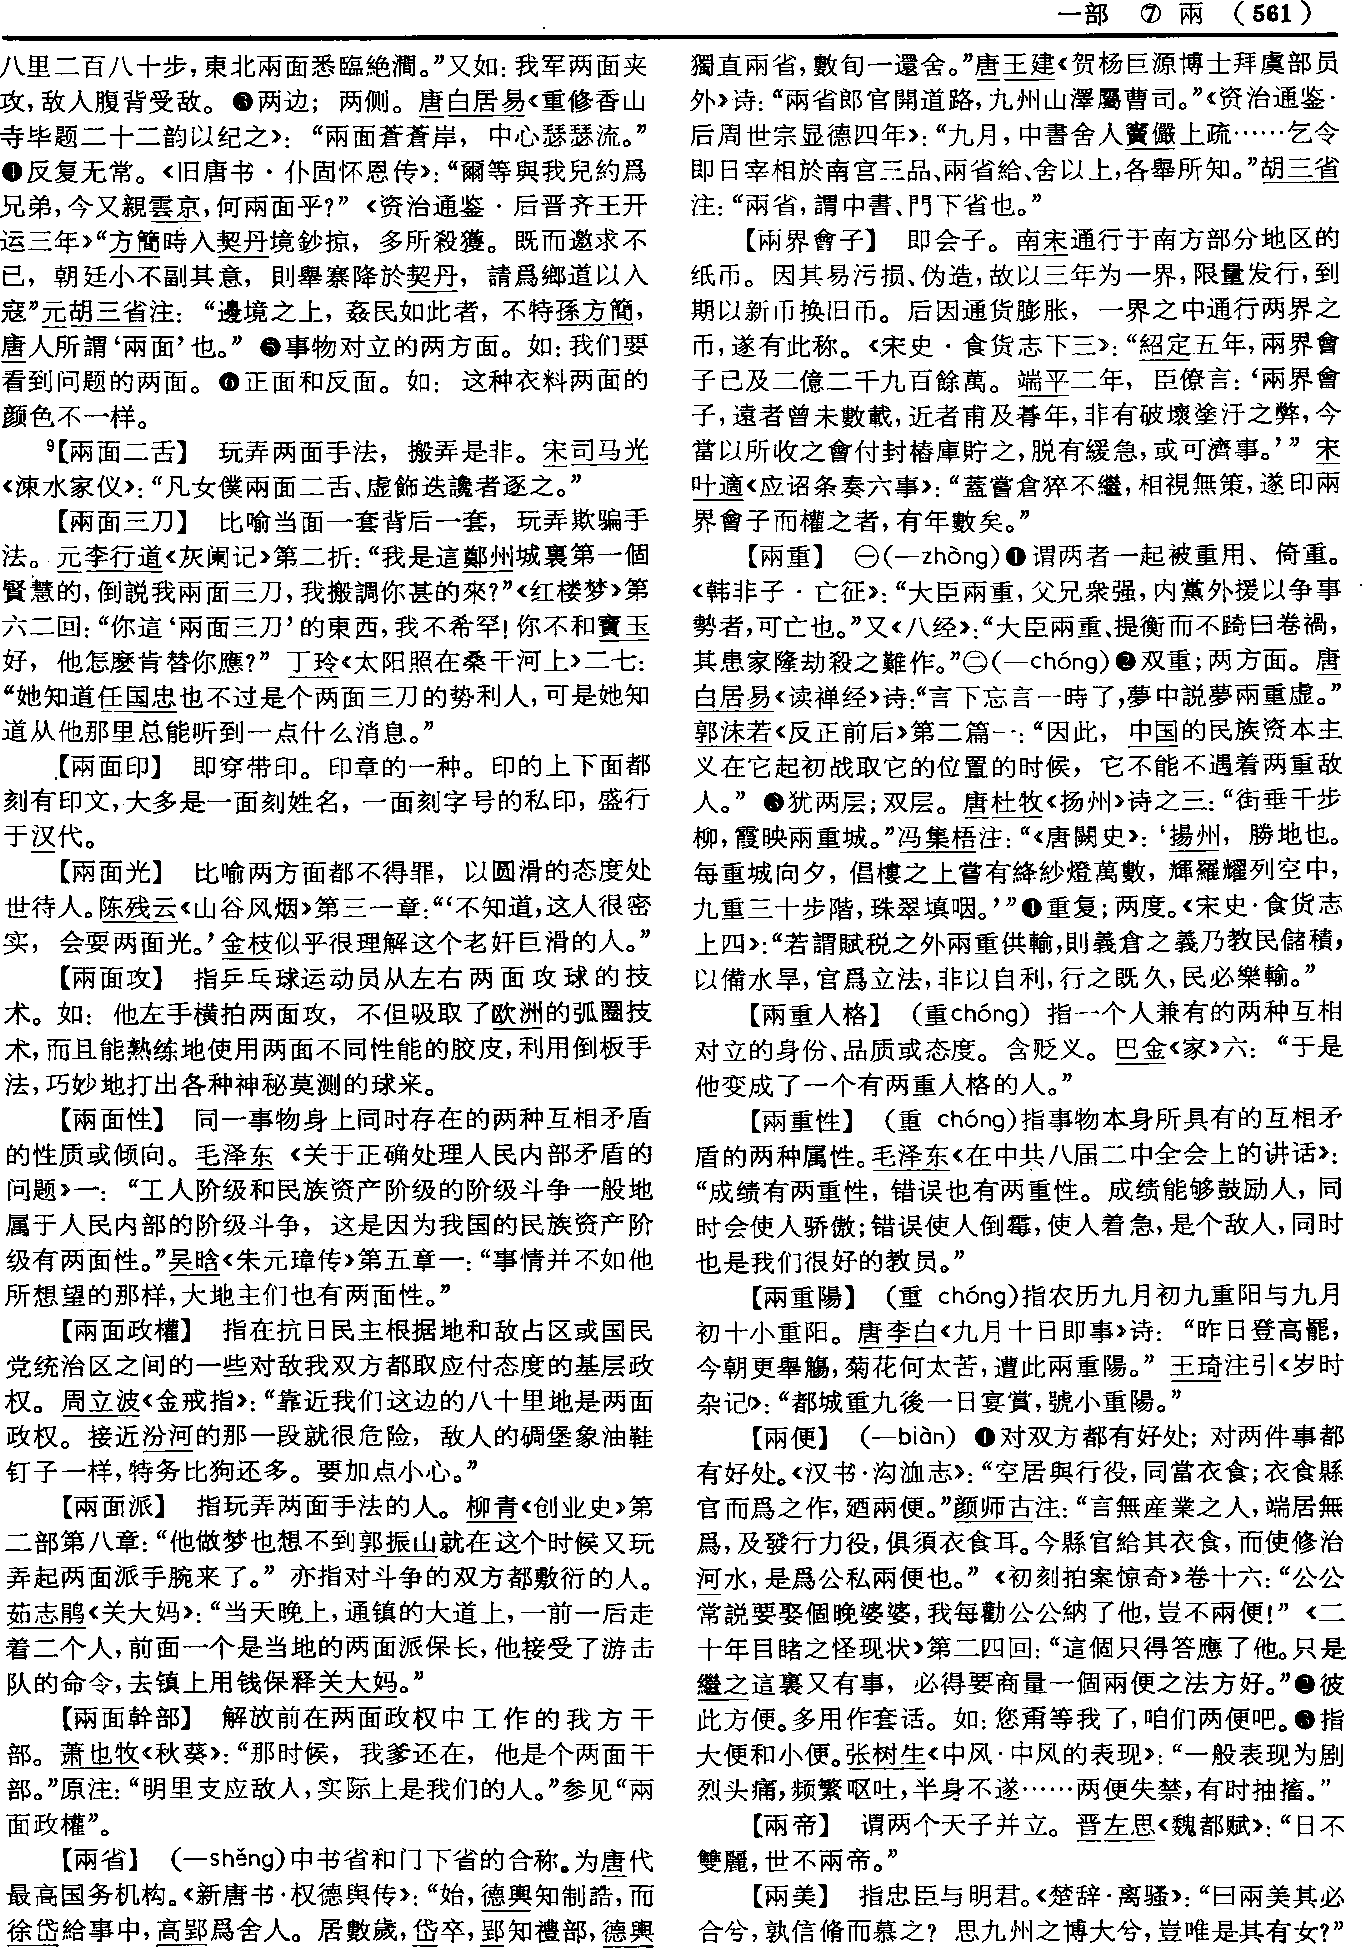 一部 ⑦ 兩 (561)
八里二百八十步，東北兩面悉臨絶澗。”又如：我军两面夹
攻，敌人腹背受敌。❸两边；两侧。唐白居易《重修香山
寺毕题二十二韵以纪之》：“兩面蒼蒼岸，中心瑟瑟流。”
❹反复无常。《旧唐书·仆固怀恩传》：“爾等與我兒約爲
兄弟，今又親雲京，何兩面乎？”《资治通鉴·后晋齐王开
运三年》“方簡時入契丹境鈔掠，多所殺獲。既而邀求不
已，朝廷小不副其意，則舉寨降於契丹，請爲鄉道以入
寇”元胡三省注：“邊境之上，姦民如此者，不特孫方簡，
唐人所謂‘兩面’也。”❺事物对立的两方面。如：我们要
看到问题的两面。❻正面和反面。如：这种衣料两面的
颜色不一样。
⁹【兩面二舌】 玩弄两面手法，搬弄是非。宋司马光
《涑水家仪》：“凡女僕兩面二舌、虚飾迭讒者逐之。”
【兩面三刀】 比喻当面一套背后一套，玩弄欺骗手
法。元李行道《灰阑记》第二折：“我是這鄭州城裏第一個
賢慧的，倒説我兩面三刀，我搬調你甚的來？”《红楼梦》第
六二回：“你這‘兩面三刀’的東西，我不希罕！你不和寶玉
好，他怎麽肯替你應？”丁玲《太阳照在桑干河上》二七：
“她知道任国忠也不过是个两面三刀的势利人，可是她知
道从他那里总能听到一点什么消息。”
【兩面印】 即穿带印。印章的一种。印的上下面都
刻有印文，大多是一面刻姓名，一面刻字号的私印，盛行
于汉代。
【兩面光】 比喻两方面都不得罪，以圆滑的态度处
世待人。陈残云《山谷风烟》第三一章：“‘不知道，这人很密
实，会耍两面光。’金枝似乎很理解这个老奸巨滑的人。”
【兩面攻】 指乒乓球运动员从左右两面攻球的技
术。如：他左手横拍两面攻，不但吸取了欧洲的弧圈技
术，而且能熟练地使用两面不同性能的胶皮，利用倒板手
法，巧妙地打出各种神秘莫测的球来。
【兩面性】 同一事物身上同时存在的两种互相矛盾
的性质或倾向。毛泽东《关于正确处理人民内部矛盾的
问题》一：“工人阶级和民族资产阶级的阶级斗争一般地
属于人民内部的阶级斗争，这是因为我国的民族资产阶
级有两面性。”吴晗《朱元璋传》第五章一：“事情并不如他
所想望的那样，大地主们也有两面性。”
【兩面政權】 指在抗日民主根据地和敌占区或国民
党统治区之间的一些对敌我双方都取应付态度的基层政
权。周立波《金戒指》：“靠近我们这边的八十里地是两面
政权。接近汾河的那一段就很危险，敌人的碉堡象油鞋
钉子一样，特务比狗还多。要加点小心。”
【兩面派】 指玩弄两面手法的人。柳青《创业史》第
二部第八章：“他做梦也想不到郭振山就在这个时候又玩
弄起两面派手腕来了。”亦指对斗争的双方都敷衍的人。
茹志鹃《关大妈》：“当天晚上，通镇的大道上，一前一后走
着二个人，前面一个是当地的两面派保长，他接受了游击
队的命令，去镇上用钱保释关大妈。”
【兩面幹部】 解放前在两面政权中工作的我方干
部。萧也牧《秋葵》：“那时候，我爹还在，他是个两面干
部。”原注：“明里支应敌人，实际上是我们的人。”参见“兩
面政權”。
【兩省】 （—shěng）中书省和门下省的合称。为唐代
最高国务机构。《新唐书·权德舆传》：“始，德輿知制誥，而
徐岱給事中，高郢爲舍人。居數歲，岱卒，郢知禮部，德輿
獨直兩省，數旬一還舍。”唐王建《贺杨巨源博士拜虞部员
外》诗：“兩省郎官開道路，九州山澤屬曹司。”《资治通鉴·
后周世宗显德四年》：“九月，中書舍人竇儼上疏……乞令
即日宰相於南宫三品、兩省給、舍以上，各舉所知。”胡三省
注：“兩省，謂中書、門下省也。”
【兩界會子】 即会子。南宋通行于南方部分地区的
纸币。因其易污损、伪造，故以三年为一界，限量发行，到
期以新币换旧币。后因通货膨胀，一界之中通行两界之
币，遂有此称。《宋史·食货志下三》：“紹定五年，兩界會
子已及二億二千九百餘萬。端平二年，臣僚言：‘兩界會
子，遠者曾未數載，近者甫及朞年，非有破壞塗汙之弊，今
當以所收之會付封樁庫貯之，脱有緩急，或可濟事。’”宋
叶適《应诏条奏六事》：“蓋嘗倉猝不繼，相視無策，遂印兩
界會子而權之者，有年數矣。”
【兩重】 ㊀（—zhòng）❶谓两者一起被重用、倚重。
《韩非子·亡征》：“大臣兩重，父兄衆强，内黨外援以争事
勢者，可亡也。”又《八经》：“大臣兩重、提衡而不踦曰卷禍，
其患家隆劫殺之難作。”㊁（—chóng）❷双重；两方面。唐
白居易《读禅经》诗：“言下忘言一時了，夢中説夢兩重虚。”
郭沫若《反正前后》第二篇一：“因此，中国的民族资本主
义在它起初战取它的位置的时候，它不能不遇着两重敌
人。”❸犹两层；双层。唐杜牧《扬州》诗之三：“街垂千步
柳，霞映兩重城。”冯集梧注：“《唐闕史》：‘揚州，勝地也。
每重城向夕，倡樓之上嘗有絳紗燈萬數，輝羅耀列空中，
九重三十步階，珠翠填咽。’”❹重复；两度。《宋史·食货志
上四》：“若謂賦税之外兩重供輸，則義倉之義乃教民儲積，
以備水旱，官爲立法，非以自利，行之既久，民必樂輸。”
【兩重人格】 （重chóng）指一个人兼有的两种互相
对立的身份、品质或态度。含贬义。巴金《家》六：“于是
他变成了一个有两重人格的人。”
【兩重性】 （重 chóng）指事物本身所具有的互相矛
盾的两种属性。毛泽东《在中共八届二中全会上的讲话》：
“成绩有两重性，错误也有两重性。成绩能够鼓励人，同
时会使人骄傲；错误使人倒霉，使人着急，是个敌人，同时
也是我们很好的教员。”
【兩重陽】 （重 chóng）指农历九月初九重阳与九月
初十小重阳。唐李白《九月十日即事》诗：“昨日登高罷，
今朝更舉觴，菊花何太苦，遭此兩重陽。”王琦注引《岁时
杂记》：“都城重九後一日宴賞，號小重陽。”
【兩便】 （—biàn）❶对双方都有好处；对两件事都
有好处。《汉书·沟洫志》：“空居與行役，同當衣食；衣食縣
官而爲之作，廼兩便。”颜师古注：“言無産業之人，端居無
爲，及發行力役，俱須衣食耳。今縣官給其衣食，而使修治
河水，是爲公私兩便也。”《初刻拍案惊奇》卷十六：“公公
常説要娶個晚婆婆，我每勸公公納了他，豈不兩便！”《二
十年目睹之怪现状》第二四回：“這個只得答應了他。只是
繼之這裏又有事，必得要商量一個兩便之法方好。”❷彼
此方便。多用作套话。如：您甭等我了，咱们两便吧。❸指
大便和小便。张树生《中风·中风的表现》：“一般表现为剧
烈头痛，频繁呕吐，半身不遂……两便失禁，有时抽搐。”
【兩帝】 谓两个天子并立。晋左思《魏都赋》：“日不
雙麗，世不兩帝。”
【兩美】 指忠臣与明君。《楚辞·离骚》：“曰兩美其必
合兮，孰信脩而慕之？思九州之博大兮，豈唯是其有女？”